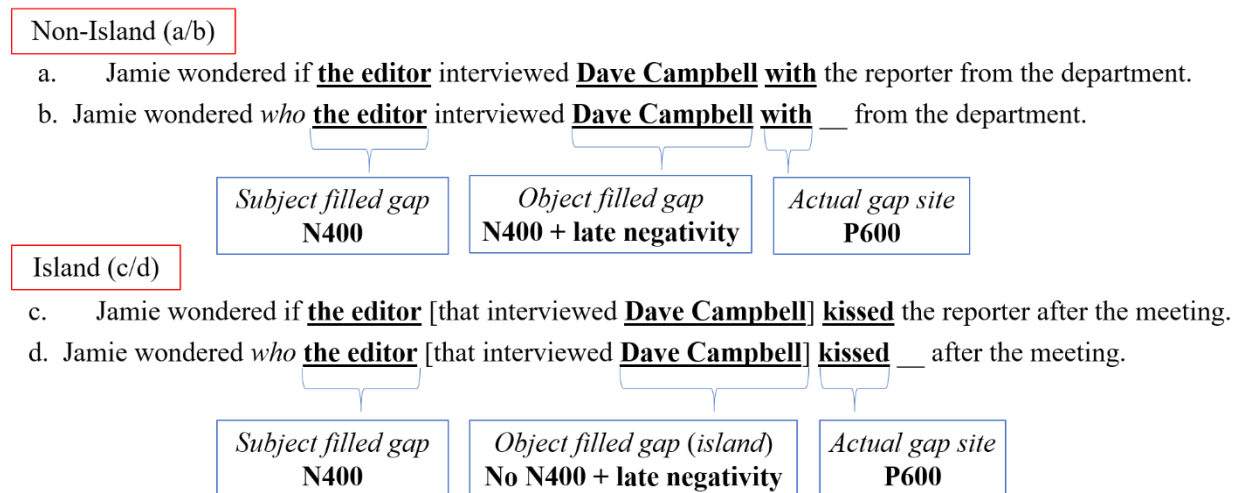 Non-Island (a/b)
a. Jamie wondered if the editor interviewed Dave Campbell with the reporter from the department.
b. Jamie wondered who the editor interviewed Dave Campbell with __ from the department.
Subject filled gap
N400
Object filled gap
N400 + late negativity
Actual gap site
P600
Island (c/d)
c. Jamie wondered if the editor [that interviewed Dave Campbell] kissed the reporter after the meeting.
d. Jamie wondered who the editor [that interviewed Dave Campbell] kissed __ after the meeting.
Subject filled gap
N400
Object filled gap (island)
No N400 + late negativity
Actual gap site
P600